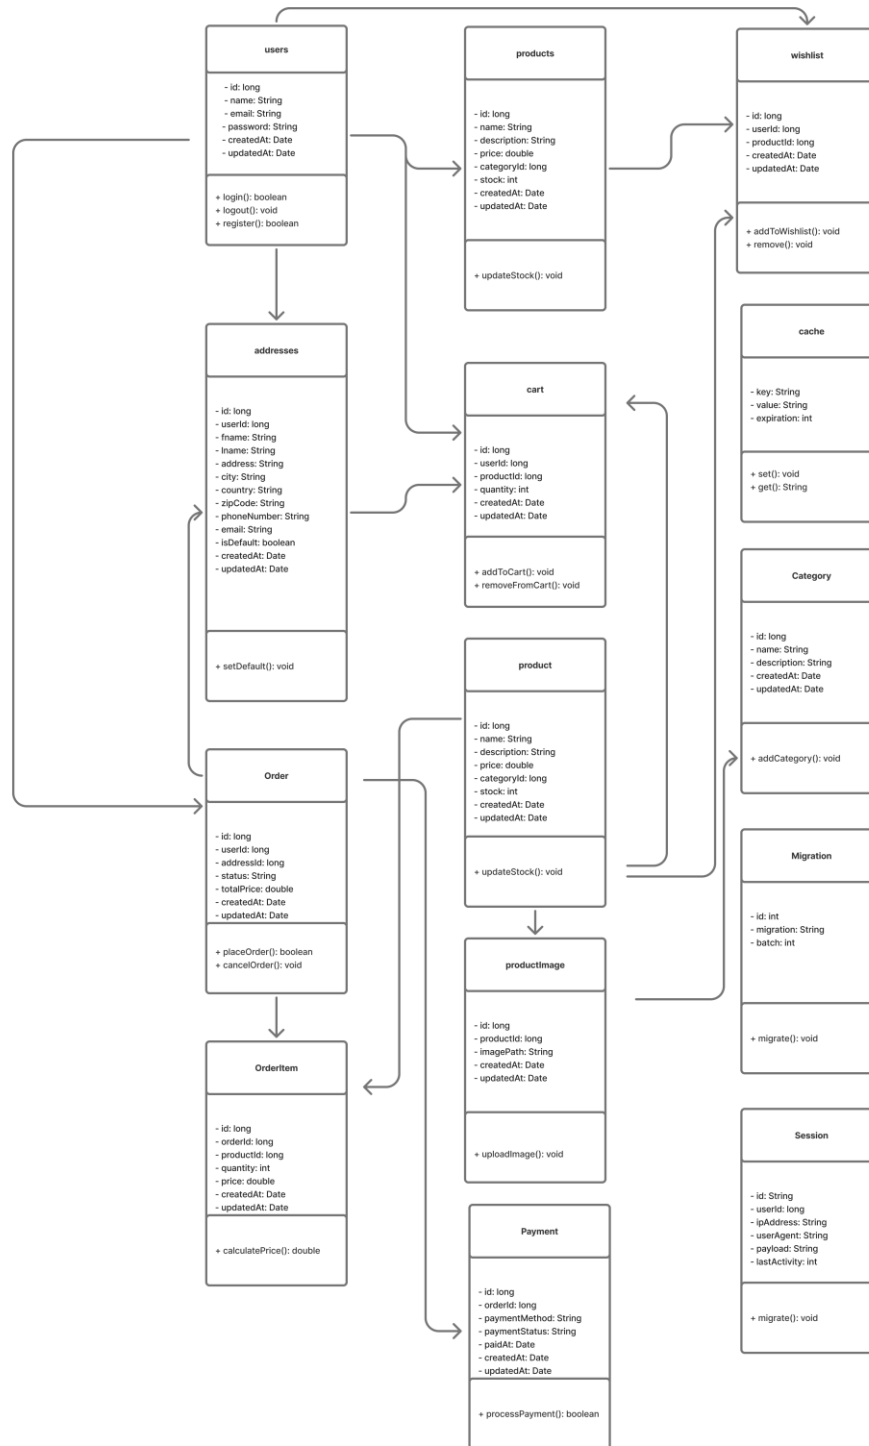 users
- id: long
- name: String
- email: String
- password: String
- createdAt: Date
- updatedAt: Date
+ login(): boolean
+ logout(): void
+ register(): boolean
products
- id: long
- name: String
- description: String
- price: double
- categoryId: long
- stock: int
- createdAt: Date
- updatedAt: Date
+ updateStock(): void
wishlist
- id: long
- userId: long
- productId: long
- createdAt: Date
- updatedAt: Date
+ addToWishlist(): void
+ remove(): void
addresses
- id: long
- userId: long
- fname: String
- lname: String
- address: String
- city: String
- country: String
- zipCode: String
- phoneNumber: String
- email: String
- isDefault: boolean
- createdAt: Date
- updatedAt: Date
+ setDefault(): void
cart
- id: long
- userId: long
- productId: long
- quantity: int
- createdAt: Date
- updatedAt: Date
+ addToCart(): void
+ removeFromCart(): void
cache
- key: String
- value: String
- expiration: int
+ set(): void
+ get(): String
Category
- id: long
- name: String
- description: String
- createdAt: Date
- updatedAt: Date
+ addCategory(): void
product
- id: long
- name: String
- description: String
- price: double
- categoryId: long
- stock: int
- createdAt: Date
- updatedAt: Date
+ updateStock(): void
Order
- id: long
- userId: long
- addressId: long
- status: String
- totalPrice: double
- createdAt: Date
- updatedAt: Date
+ placeOrder(): boolean
+ cancelOrder(): void
Migration
- id: int
- migration: String
- batch: int
+ migrate(): void
productImage
- id: long
- productId: long
- imagePath: String
- createdAt: Date
- updatedAt: Date
+ uploadImage(): void
OrderItem
- id: long
- orderId: long
- productId: long
- quantity: int
- price: double
- createdAt: Date
- updatedAt: Date
+ calculatePrice(): double
Session
- id: String
- userId: long
- ipAddress: String
- userAgent: String
- payload: String
- lastActivity: int
+ migrate(): void
Payment
- id: long
- orderId: long
- paymentMethod: String
- paymentStatus: String
- paidAt: Date
- createdAt: Date
- updatedAt: Date
+ processPayment(): boolean